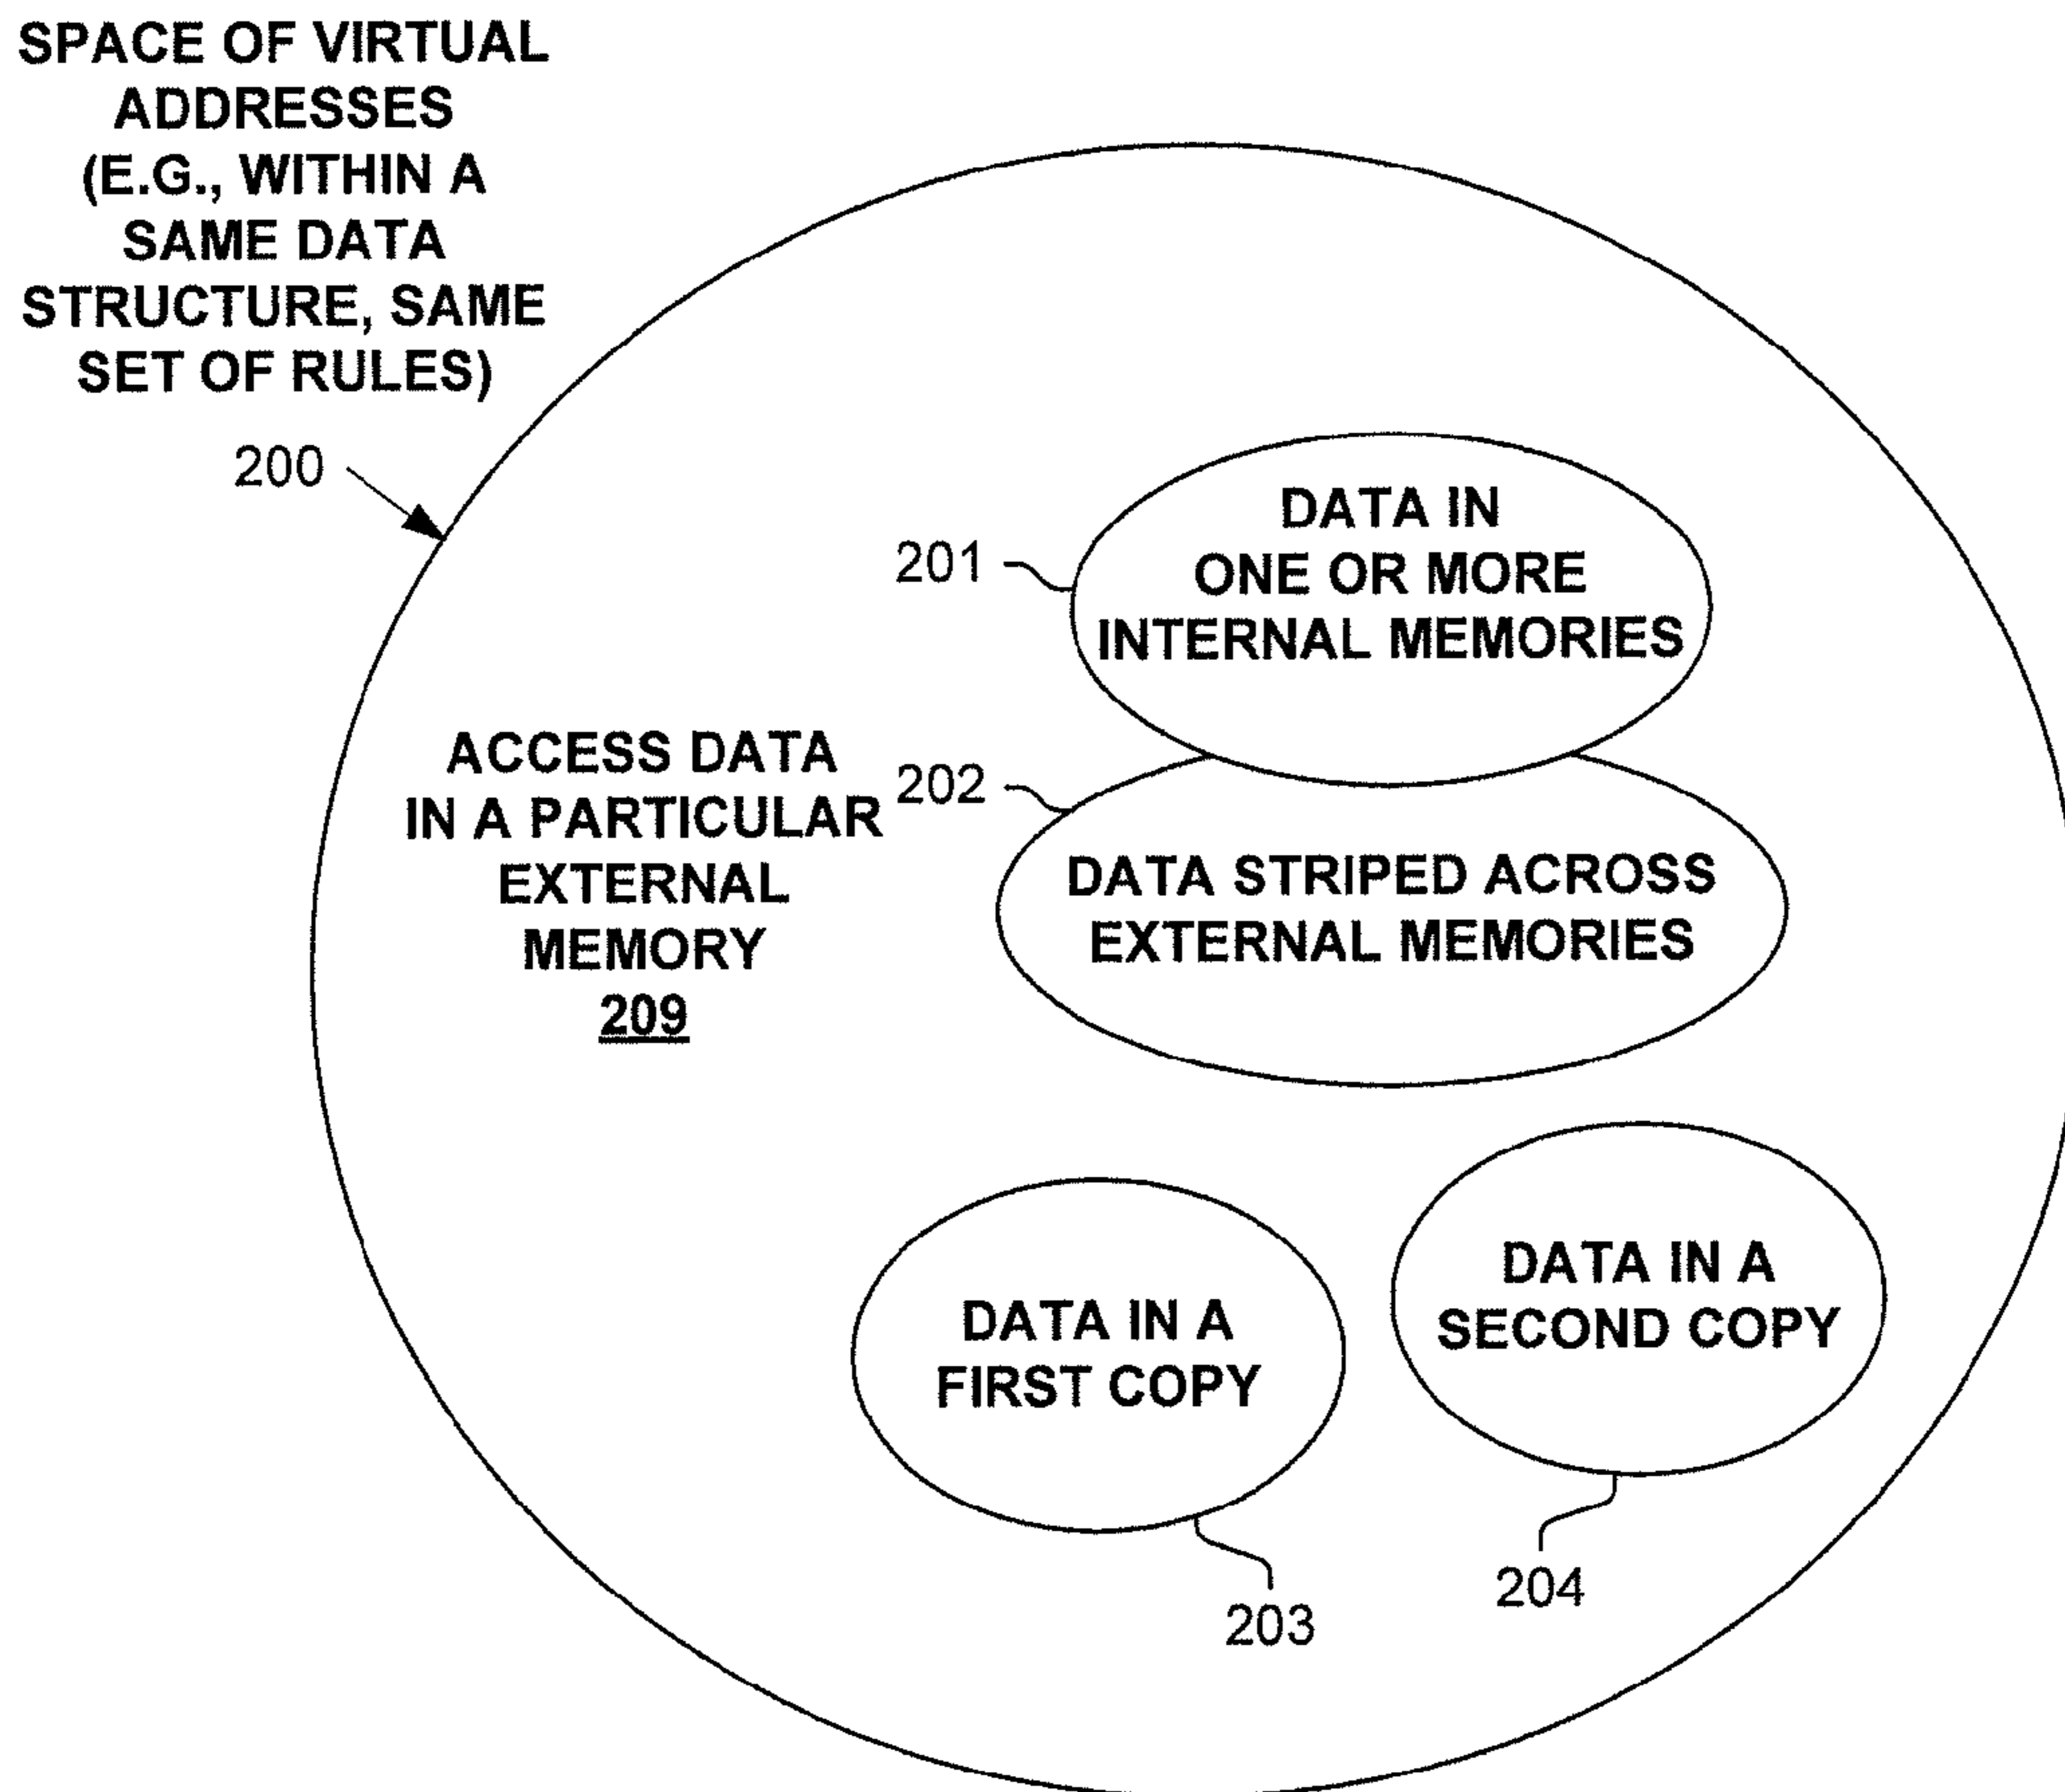 SPACE OF VIRTUAL
ADDRESSES
(E.G., WITHIN A
SAME DATA
STRUCTURE, SAME
SET OF RULES)
200
201
DATA IN
ONE OR MORE
INTERNAL MEMORIES
ACCESS DATA
IN A PARTICULAR
EXTERNAL
MEMORY
209
202
DATA STRIPED ACROSS
EXTERNAL MEMORIES
DATA IN A
FIRST COPY
203
DATA IN A
SECOND COPY
204